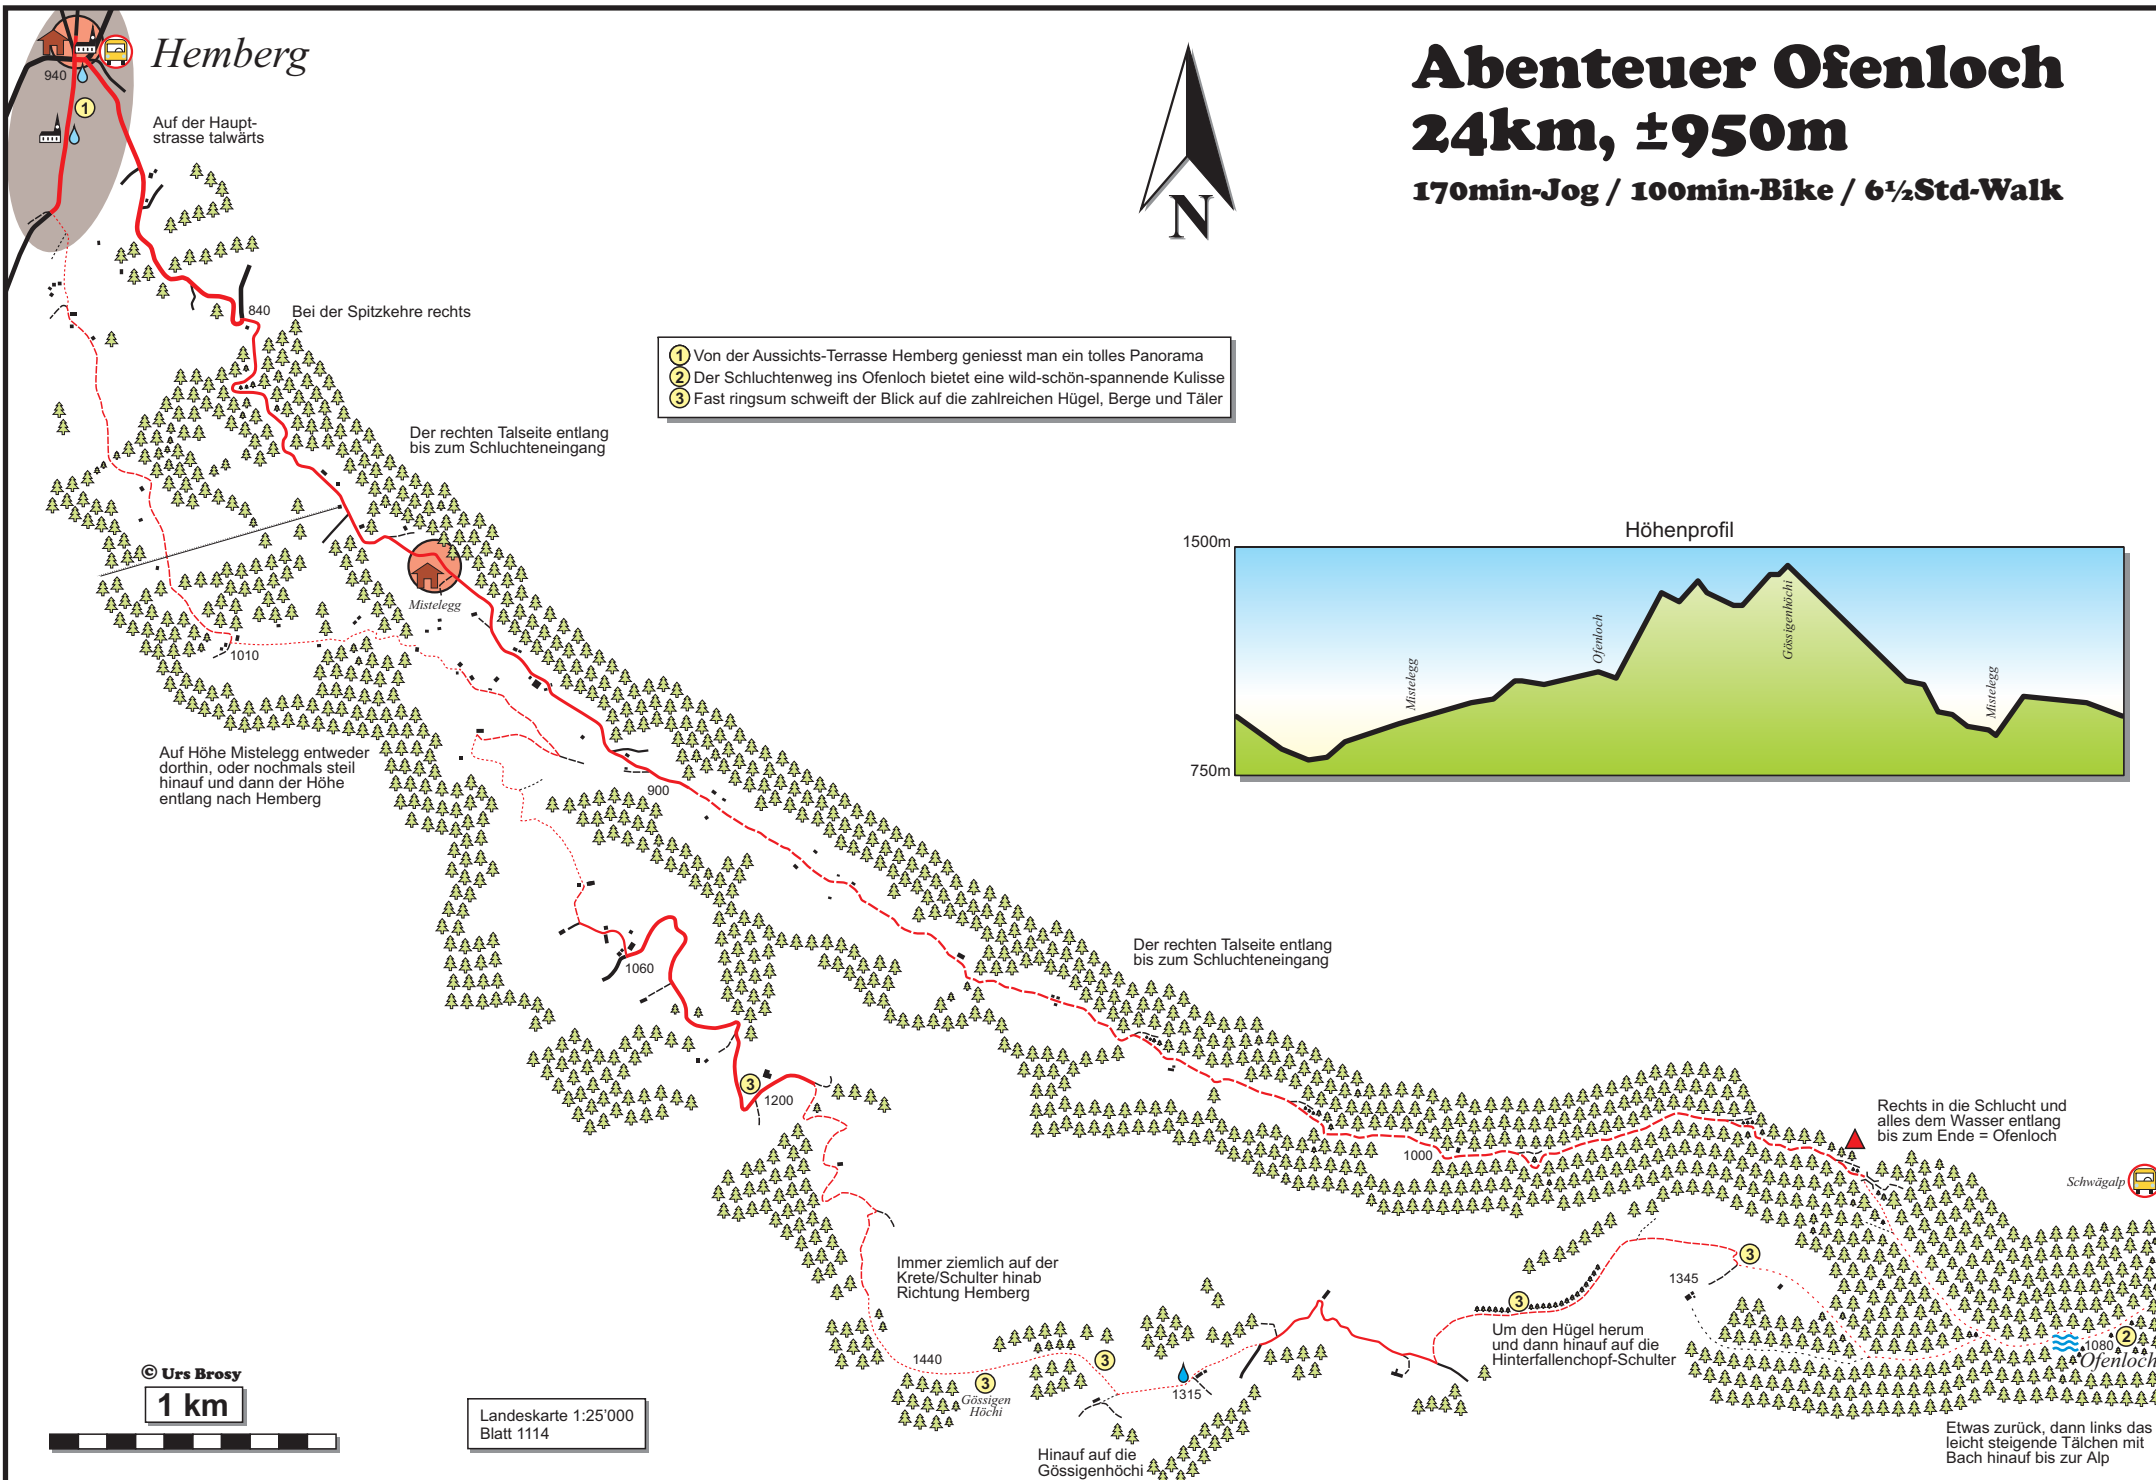 Hemberg
Abenteuer Ofenloch
24km, ±950m
170min-Jog / 100min-Bike / 6½Std-Walk
N
940
1
Auf der Haupt-
strasse talwärts
840
Bei der Spitzkehre rechts
1 Von der Aussichts-Terrasse Hemberg geniesst man ein tolles Panorama
2 Der Schluchtenweg ins Ofenloch bietet eine wild-schön-spannende Kulisse
3 Fast ringsum schweift der Blick auf die zahlreichen Hügel, Berge und Täler
Der rechten Talseite entlang
bis zum Schluchteneingang
Höhenprofil
1500m
750m
Mistelegg
Ofenloch
Gössigenhöchi
Mistelegg
Mistelegg
1010
Auf Höhe Mistelegg entweder
dorthin, oder nochmals steil
hinauf und dann der Höhe
entlang nach Hemberg
900
1060
Der rechten Talseite entlang
bis zum Schluchteneingang
3
1200
1000
Rechts in die Schlucht und
alles dem Wasser entlang
bis zum Ende = Ofenloch
Schwägalp
Immer ziemlich auf der
Krete/Schulter hinab
Richtung Hemberg
3
1345
3
Um den Hügel herum
und dann hinauf auf die
Hinterfallenchopf-Schulter
2
1080
Ofenloch
1440
3
3
Gössigen
Höchi
1315
Hinauf auf die
Gössigenhöchi
Etwas zurück, dann links das
leicht steigende Tälchen mit
Bach hinauf bis zur Alp
© Urs Brosy
1 km
Landeskarte 1:25'000
Blatt 1114